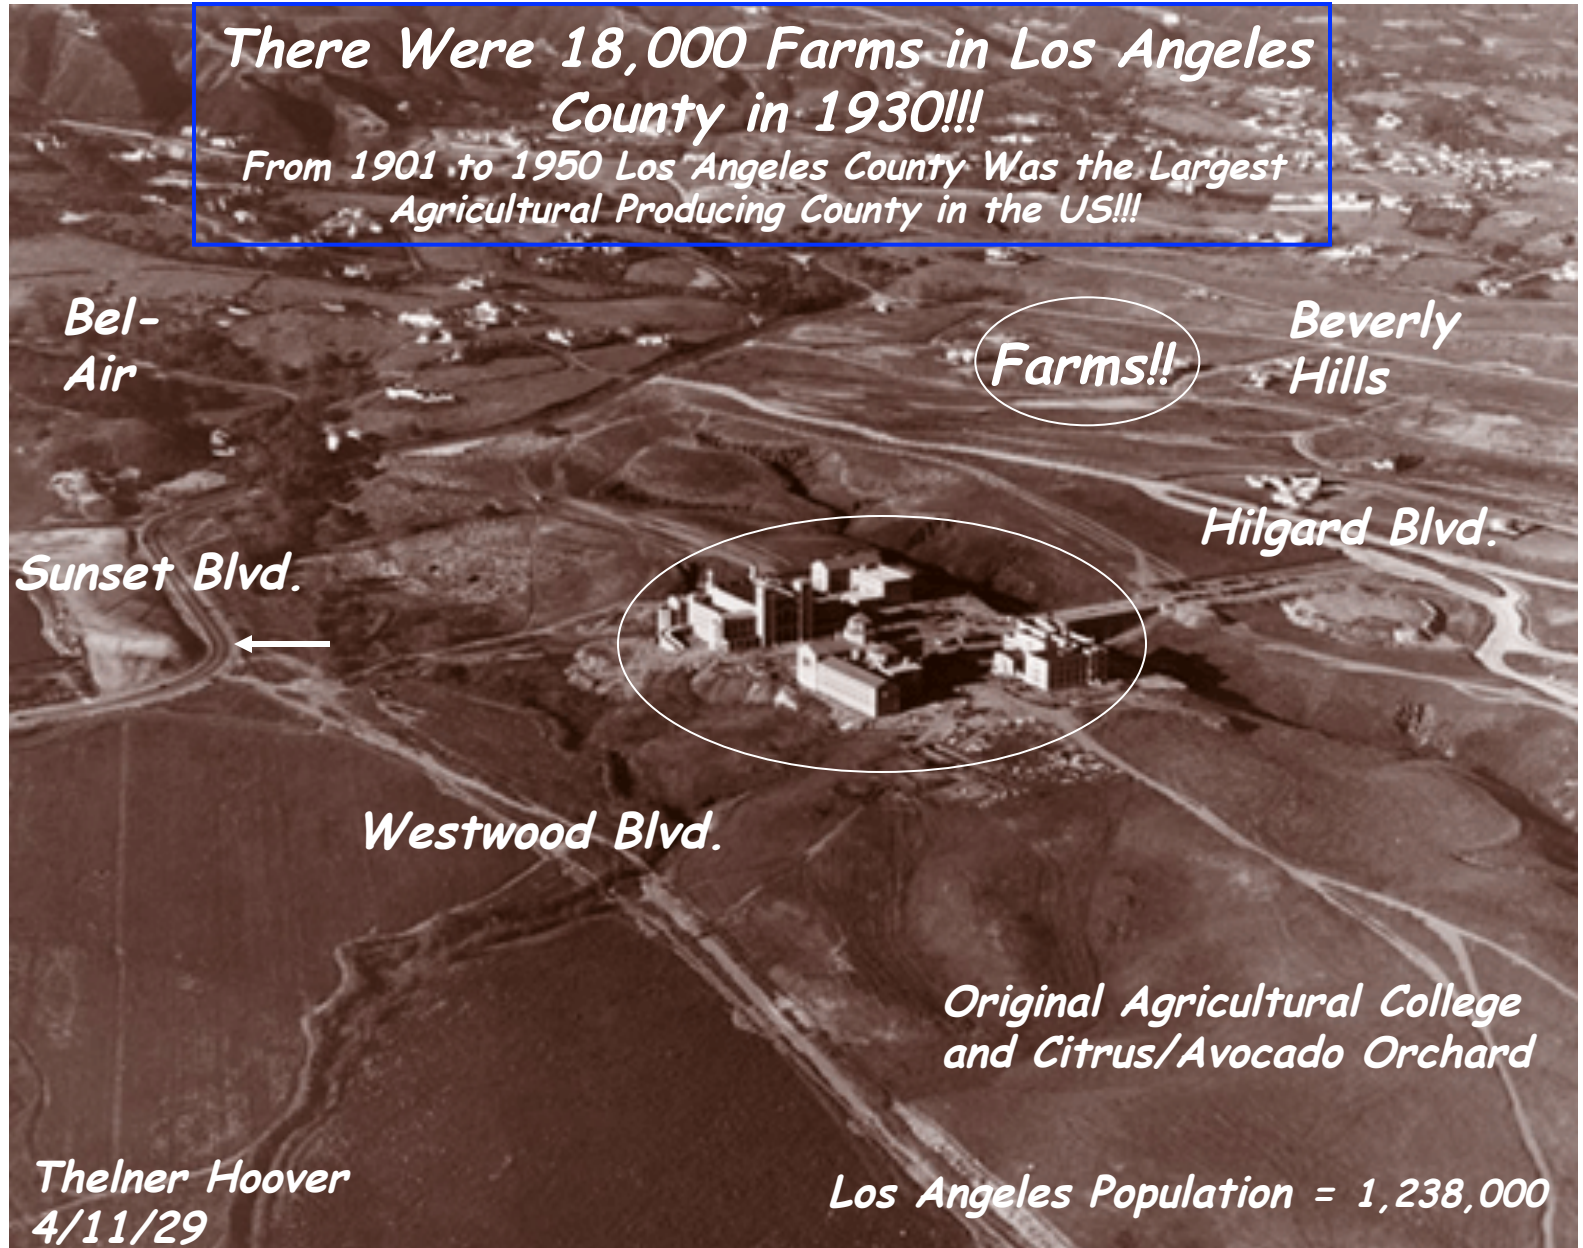 There Were 18,000 Farms in Los Angeles
County in 1930!!!
From 1901 to 1950 Los Angeles County Was the Largest
Agricultural Producing County in the US!!!
Bel-
Air
Farms!!
Beverly
Hills
Hilgard Blvd.
Sunset Blvd.
Westwood Blvd.
Original Agricultural College
and Citrus/Avocado Orchard
Thelner Hoover
4/11/29
Los Angeles Population = 1,238,000